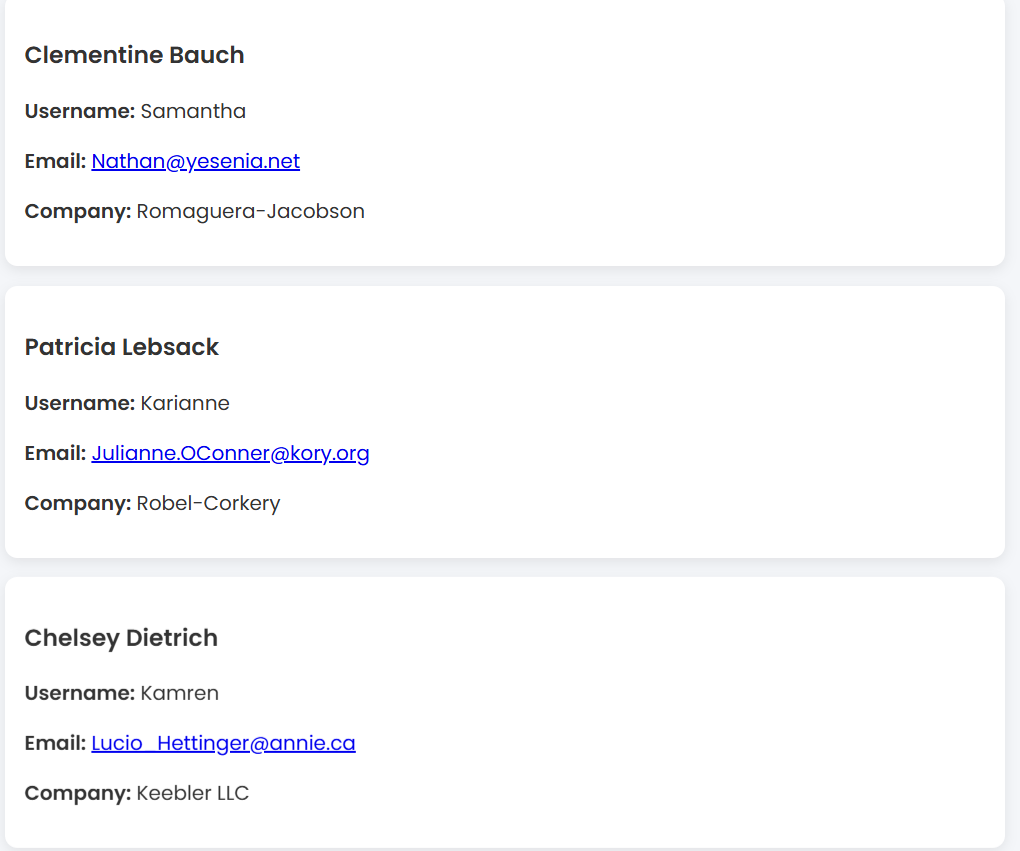 Clementine Bauch
Username: Samantha
Email: Nathan@yesenia.net
Company: Romaguera-Jacobson
Patricia Lebsack
Username: Karianne
Email: Julianne.OConner@kory.org
Company: Robel-Corkery
Chelsey Dietrich
Username: Kamren
Email: Lucio_Hettinger@annie.ca
Company: Keebler LLC